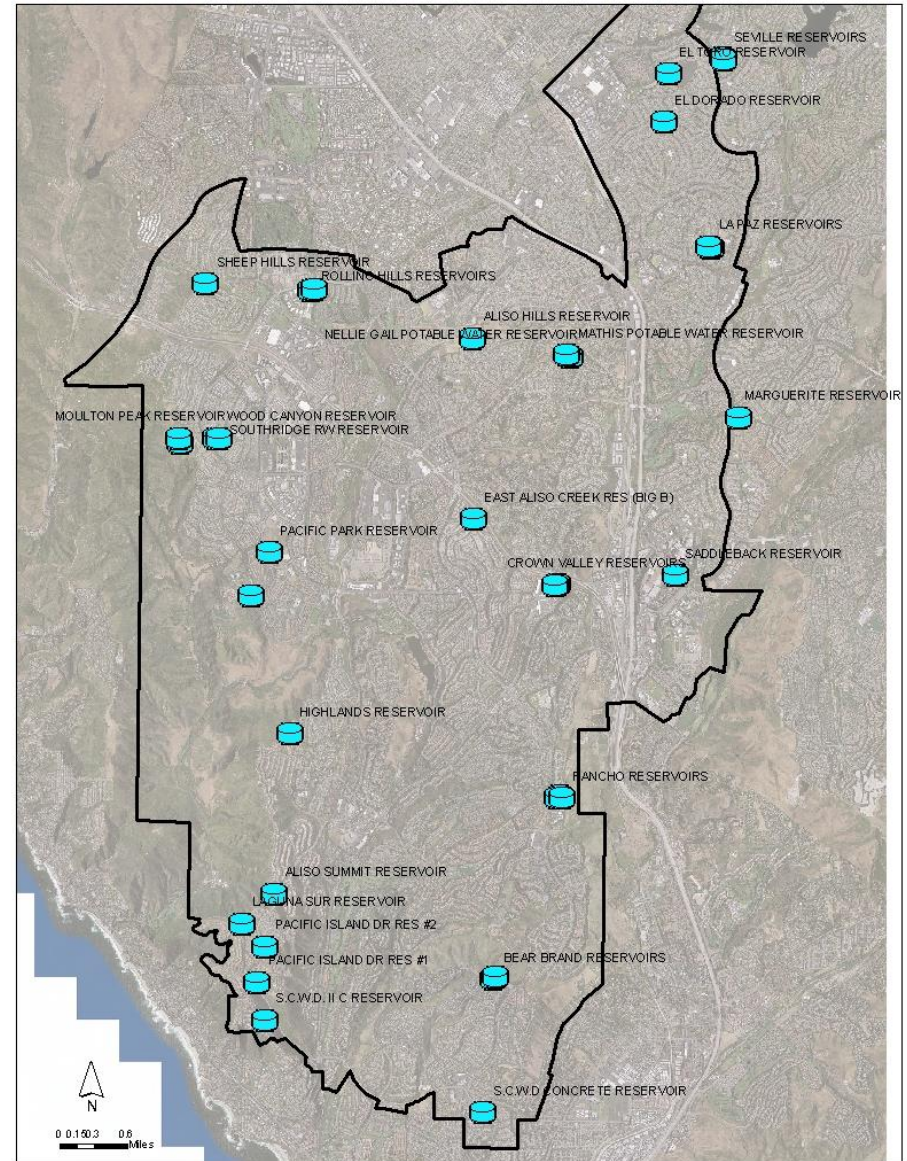 SEVILLE RESERVOIRS
EL TORO RESERVOIR
EL DORADO RESERVOIR
LA PAZ RESERVOIRS
SHEEP HILLS RESERVOIR
ROLLING HILLS RESERVOIRS
ALISO HILLS RESERVOIR
NELLIE GAIL POTABLE WATER RESERVOIR
MATHIS POTABLE WATER RESERVOIR
MARGUERITE RESERVOIR
MOULTON PEAK RESERVOIR
WOOD CANYON RESERVOIR
SOUTHRIDGE RW RESERVOIR
EAST ALISO CREEK RES (BIG B)
PACIFIC PARK RESERVOIR
CROWN VALLEY RESERVOIRS
SADDLEBACK RESERVOIR
HIGHLANDS RESERVOIR
RANCHO RESERVOIRS
ALISO SUMMIT RESERVOIR
LAGUNA SUR RESERVOIR
PACIFIC ISLAND DR RES #2
PACIFIC ISLAND DR RES #1
BEAR BRAND RESERVOIRS
S.C.W.D. II C RESERVOIR
S.C.W.D CONCRETE RESERVOIR
N
0 0.150.3 0.6
Miles